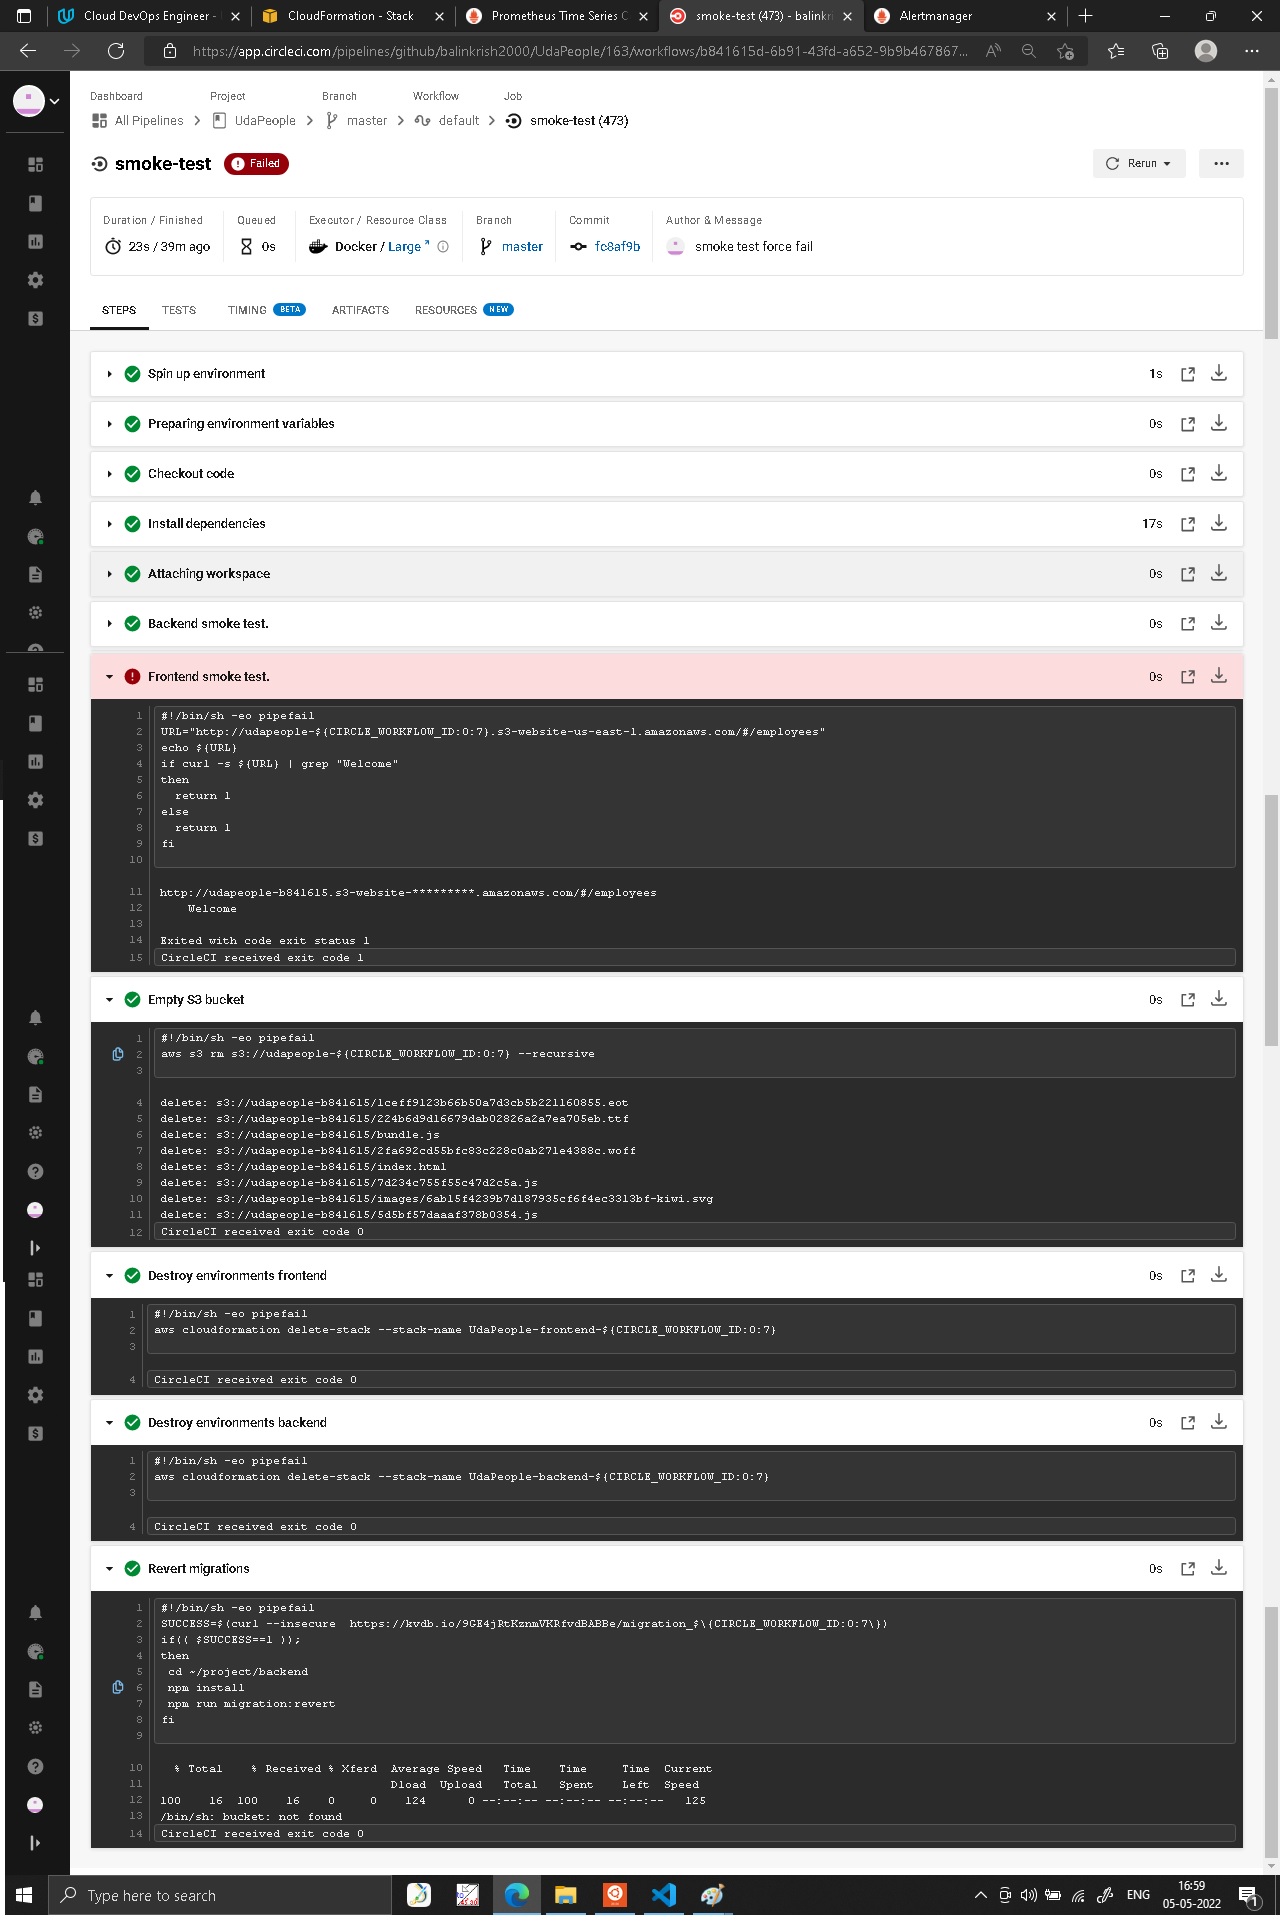 Cloud DevOps Engineer -
CloudFormation - Stack
Prometheus Time Series C
smoke-test (473) - balinkri
Alertmanager
https://app.circleci.com/pipelines/github/balinkrish2000/UdaPeople/163/workflows/b841615d-6b91-43fd-a652-9b9b467867...
Dashboard Project Branch Workflow Job
All Pipelines > UdaPeople > master > default > smoke-test (473)
smoke-test Failed
Rerun
Duration / Finished Queued Executor / Resource Class Branch Commit Author & Message
23s / 39m ago 0s Docker / Large master fc8af9b smoke test force fail
STEPS TESTS TIMING BETA ARTIFACTS RESOURCES NEW
Spin up environment 1s
Preparing environment variables 0s
Checkout code 0s
Install dependencies 17s
Attaching workspace 0s
Backend smoke test. 0s
Frontend smoke test. 0s
1 #!/bin/sh -eo pipefail
2 URL="http://udapeople-${CIRCLE_WORKFLOW_ID:0:7}.s3-website-us-east-1.amazonaws.com/#/employees"
3 echo ${URL}
4 if curl -s ${URL} | grep "Welcome"
5 then
6 return 1
7 else
8 return 1
9 fi
10
11 http://udapeople-b841615.s3-website-*********.amazonaws.com/#/employees
12 Welcome
13
14 Exited with code exit status 1
15 CircleCI received exit code 1
Empty S3 bucket 0s
1 #!/bin/sh -eo pipefail
2 aws s3 rm s3://udapeople-${CIRCLE_WORKFLOW_ID:0:7} --recursive
3
4 delete: s3://udapeople-b841615/1ceff9123b66b50a7d3cb5b221160855.eot
5 delete: s3://udapeople-b841615/224b6d9d16679dab02826a2a7ea705eb.ttf
6 delete: s3://udapeople-b841615/bundle.js
7 delete: s3://udapeople-b841615/2fa692cd55bfc83c228c0ab271e4388c.woff
8 delete: s3://udapeople-b841615/index.html
9 delete: s3://udapeople-b841615/7d234c755f55c47d2c5a.js
10 delete: s3://udapeople-b841615/images/6ab15f4239b7d187935cf6f4ec3313bf-kiwi.svg
11 delete: s3://udapeople-b841615/5d5bf57daaaf378b0354.js
12 CircleCI received exit code 0
Destroy environments frontend 0s
1 #!/bin/sh -eo pipefail
2 aws cloudformation delete-stack --stack-name UdaPeople-frontend-${CIRCLE_WORKFLOW_ID:0:7}
3
4 CircleCI received exit code 0
Destroy environments backend 0s
1 #!/bin/sh -eo pipefail
2 aws cloudformation delete-stack --stack-name UdaPeople-backend-${CIRCLE_WORKFLOW_ID:0:7}
3
4 CircleCI received exit code 0
Revert migrations 0s
1 #!/bin/sh -eo pipefail
2 SUCCESS=$(curl --insecure https://kvdb.io/9GE4jRtKznmVKRfvdBABBe/migration_$\{CIRCLE_WORKFLOW_ID:0:7\})
3 if(( $SUCCESS==1 ));
4 then
5 cd ~/project/backend
6 npm install
7 npm run migration:revert
8 fi
9
10 % Total % Received % Xferd Average Speed Time Time Time Current
11 Dload Upload Total Spent Left Speed
12 100 16 100 16 0 0 124 0 --:--:-- --:--:-- --:--:-- 125
13 /bin/sh: bucket: not found
14 CircleCI received exit code 0
Type here to search
ENG
16:59
05-05-2022
1